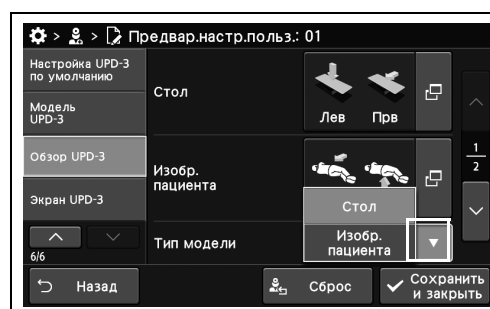 > > Предвар.настр.польз.: 01
Настройка UPD-3
по умолчанию
Модель
UPD-3
Обзор UPD-3
Экран UPD-3
6/6
Стол
Лев Прв
Изобр.
пациента
Стол
Тип модели
Изобр.
пациента
1
2
Назад
Сброс
Сохранить
и закрыть